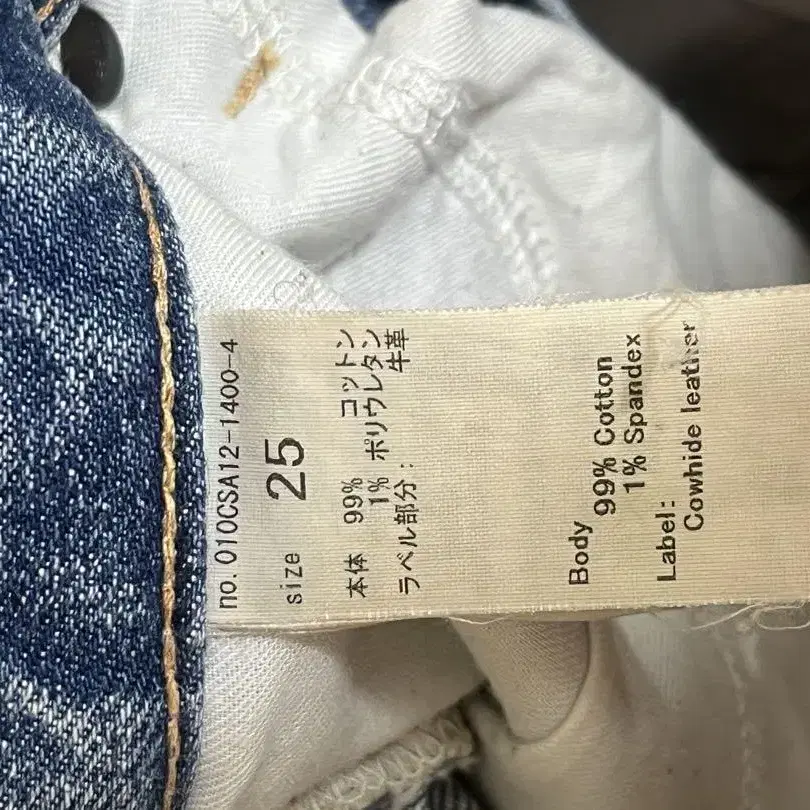 no. 010CSA12-1400-4
size 25
本体 99% コットン
1% ポリウレタン
ラベル部分: 牛革
Body
99% Cotton
1% Spandex
Label:
Cowhide leather